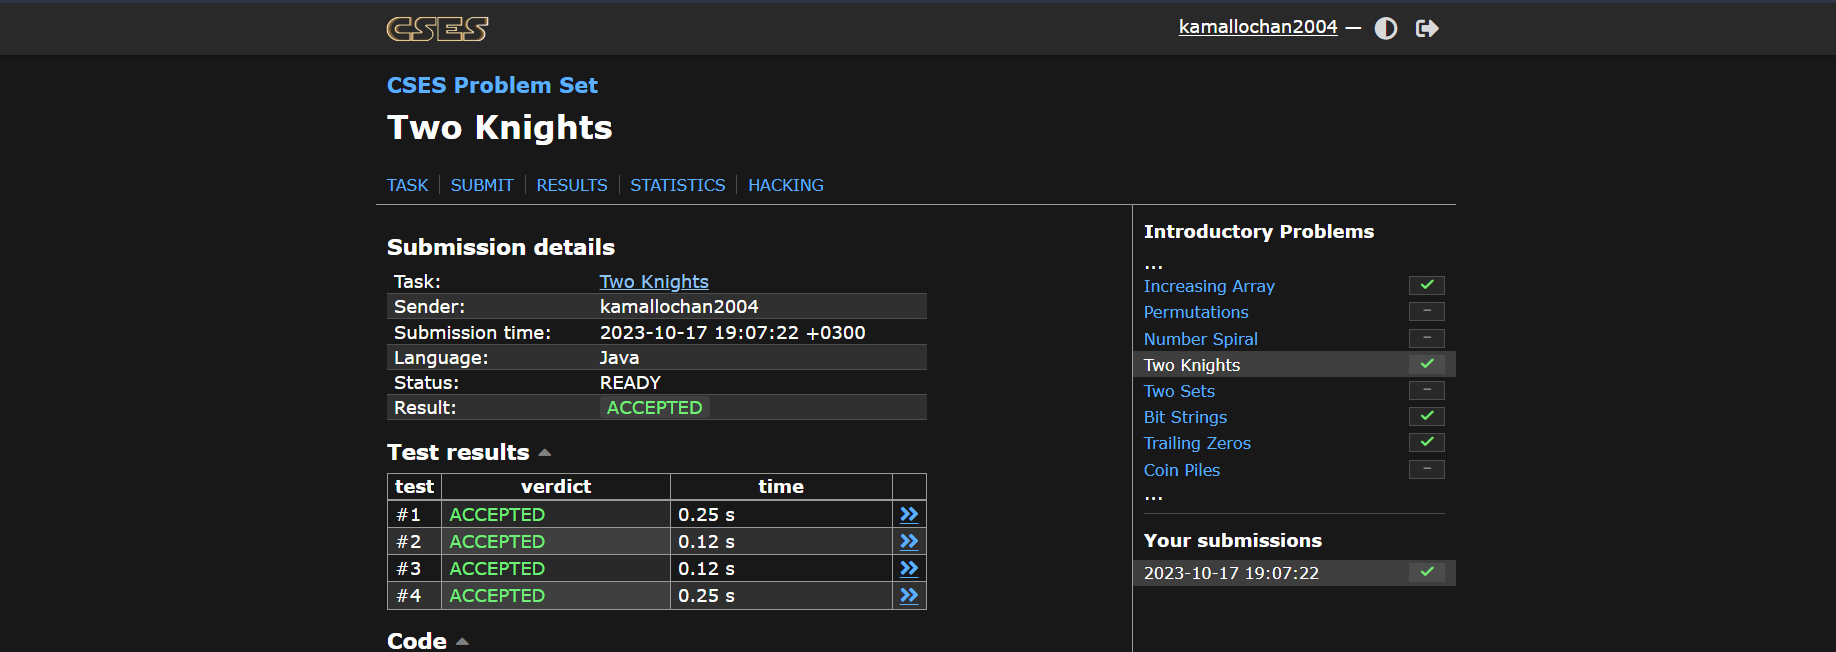 CSES
kamallochan2004 —
CSES Problem Set
Two Knights
TASK | SUBMIT | RESULTS | STATISTICS | HACKING
Submission details
Task: Two Knights
Sender: kamallochan2004
Submission time: 2023-10-17 19:07:22 +0300
Language: Java
Status: READY
Result: ACCEPTED
Test results
test verdict time
#1 ACCEPTED 0.25 s »
#2 ACCEPTED 0.12 s »
#3 ACCEPTED 0.12 s »
#4 ACCEPTED 0.25 s »
Code
Introductory Problems
...
Increasing Array ✓
Permutations –
Number Spiral –
Two Knights ✓
Two Sets –
Bit Strings ✓
Trailing Zeros ✓
Coin Piles –
...
Your submissions
2023-10-17 19:07:22 ✓